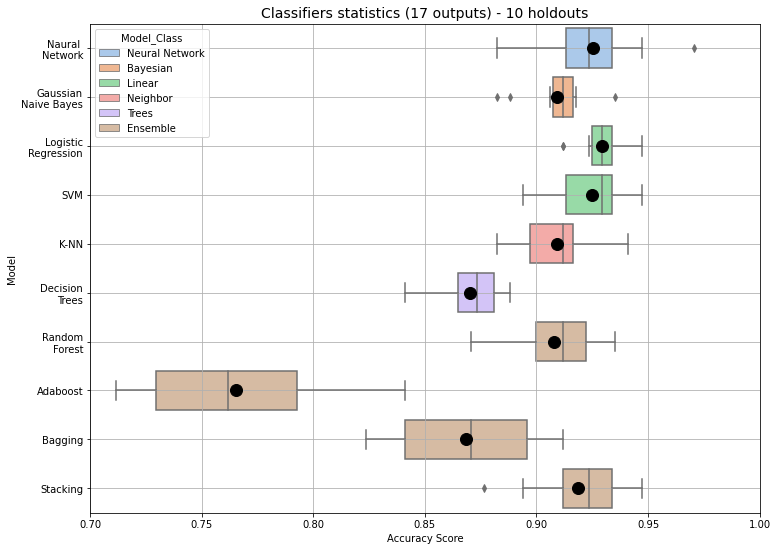 Classifiers statistics (17 outputs) - 10 holdouts
Model_Class
Neural Network
Bayesian
Linear
Neighbor
Trees
Ensemble
Model
Naural
Network
Gaussian
Naive Bayes
Logistic
Regression
SVM
K-NN
Decision
Trees
Random
Forest
Adaboost
Bagging
Stacking
0.70 0.75 0.80 0.85 0.90 0.95 1.00
Accuracy Score